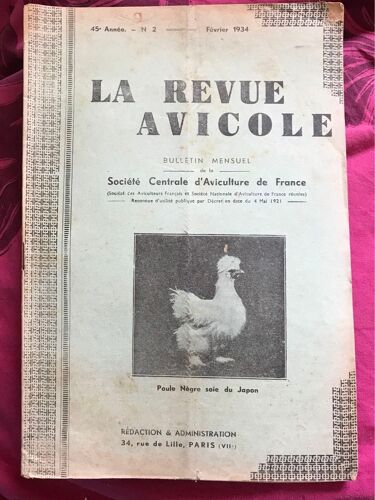 45e Année. - N 2 Février 1934
LA REVUE
AVICOLE
BULLETIN MENSUEL
de la
Société Centrale d'Aviculture de France
(Société des Aviculteurs Français et Société Nationale d'Aviculture de France réunies)
Reconnue d'utilité publique par Décret en date du 4 Mai 1921
Poule Nègre soie du Japon
RÉDACTION & ADMINISTRATION
34, rue de Lille, PARIS (VIIe)